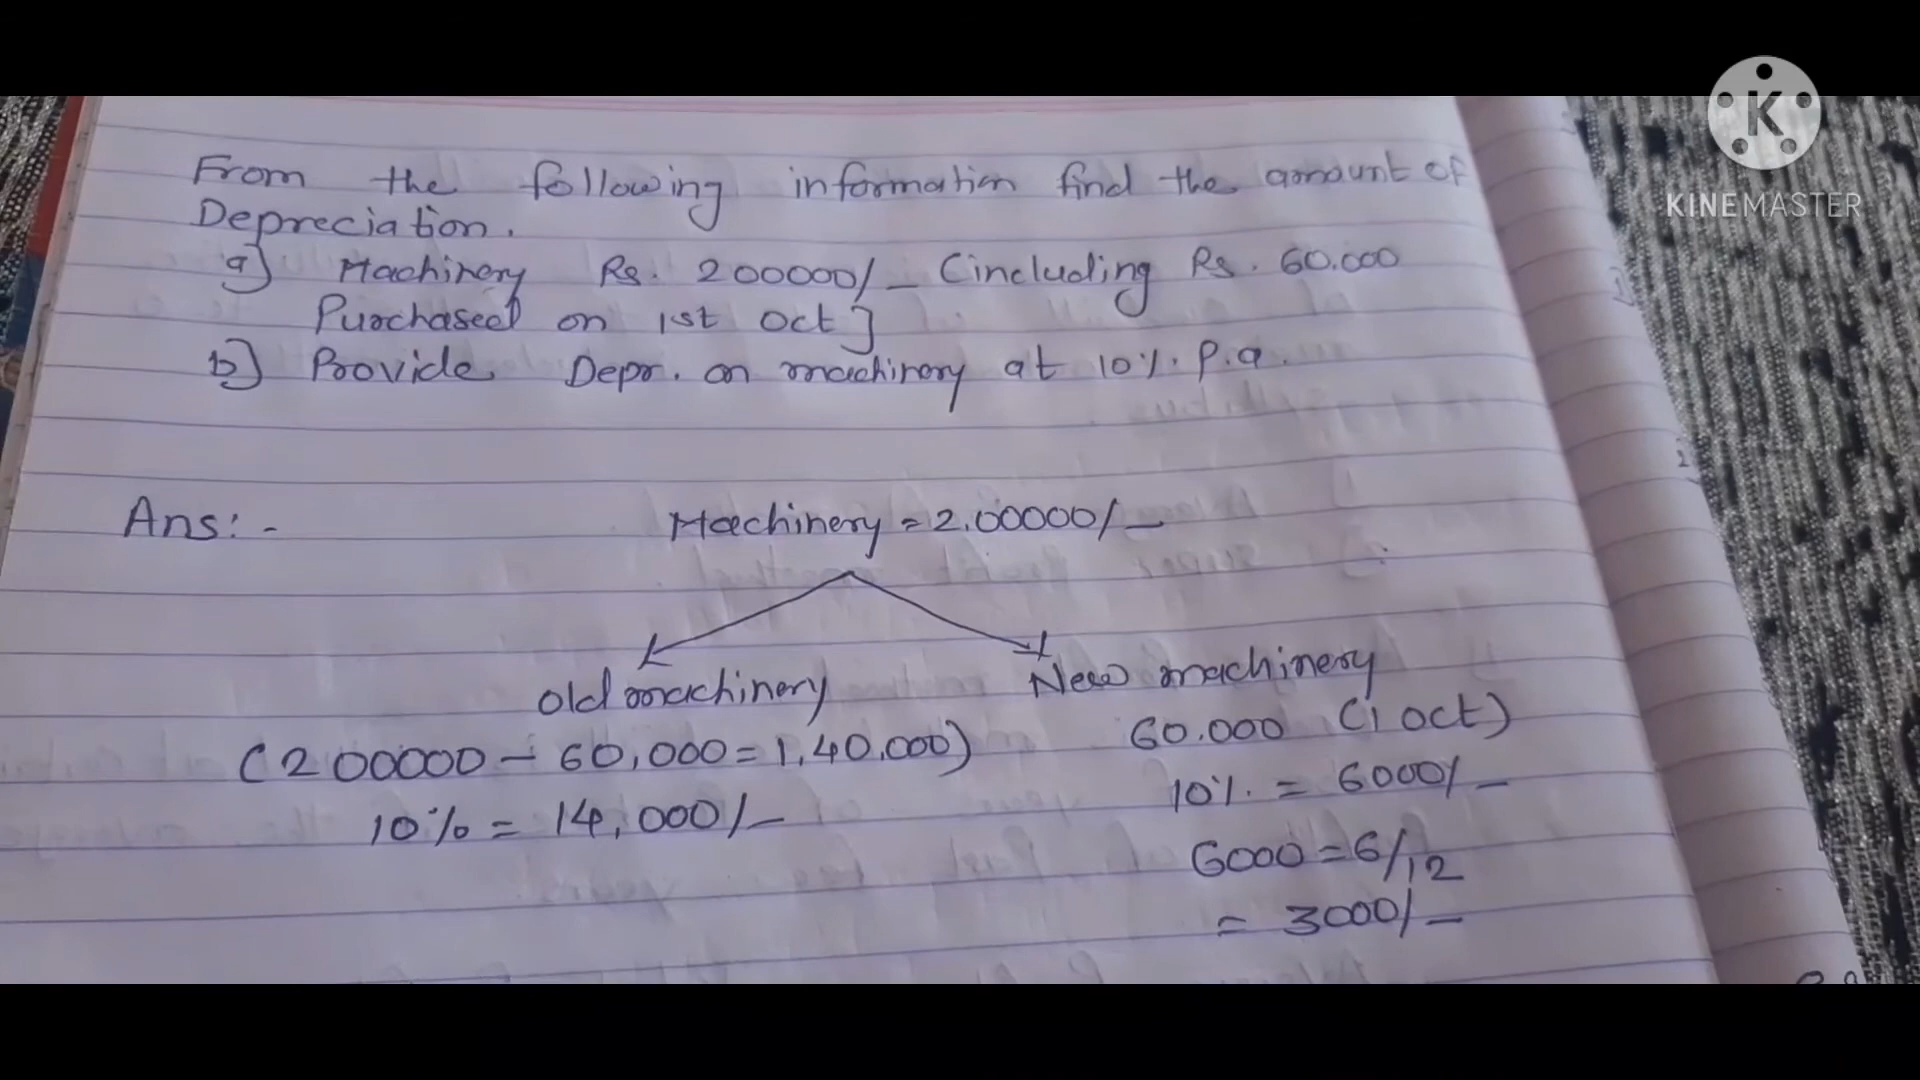 From the following information find the amount of
Depreciation.
a] Machinery Rs. 200000/- (including Rs. 60.000
Purchased on 1st Oct]
b] Provide Depr. on machinery at 10%. P.a.
Ans:- Machinery = 2.00000/-
old machinery New machinery
(200000 - 60,000 = 1,40,000) 60.000 (1 oct)
10% = 14,000/- 10%. = 6000/-
6000 = 6/12
= 3000/-
K
KINEMASTER